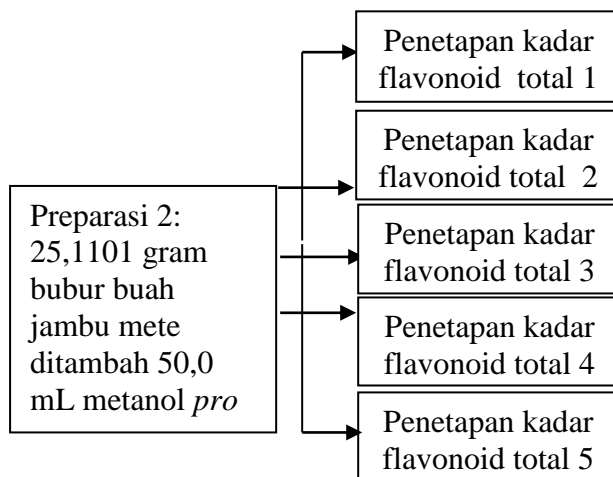 Preparasi 2:
25,1101 gram
bubur buah
jambu mete
ditambah 50,0
mL metanol pro
Penetapan kadar
flavonoid total 1
Penetapan kadar
flavonoid total 2
Penetapan kadar
flavonoid total 3
Penetapan kadar
flavonoid total 4
Penetapan kadar
flavonoid total 5